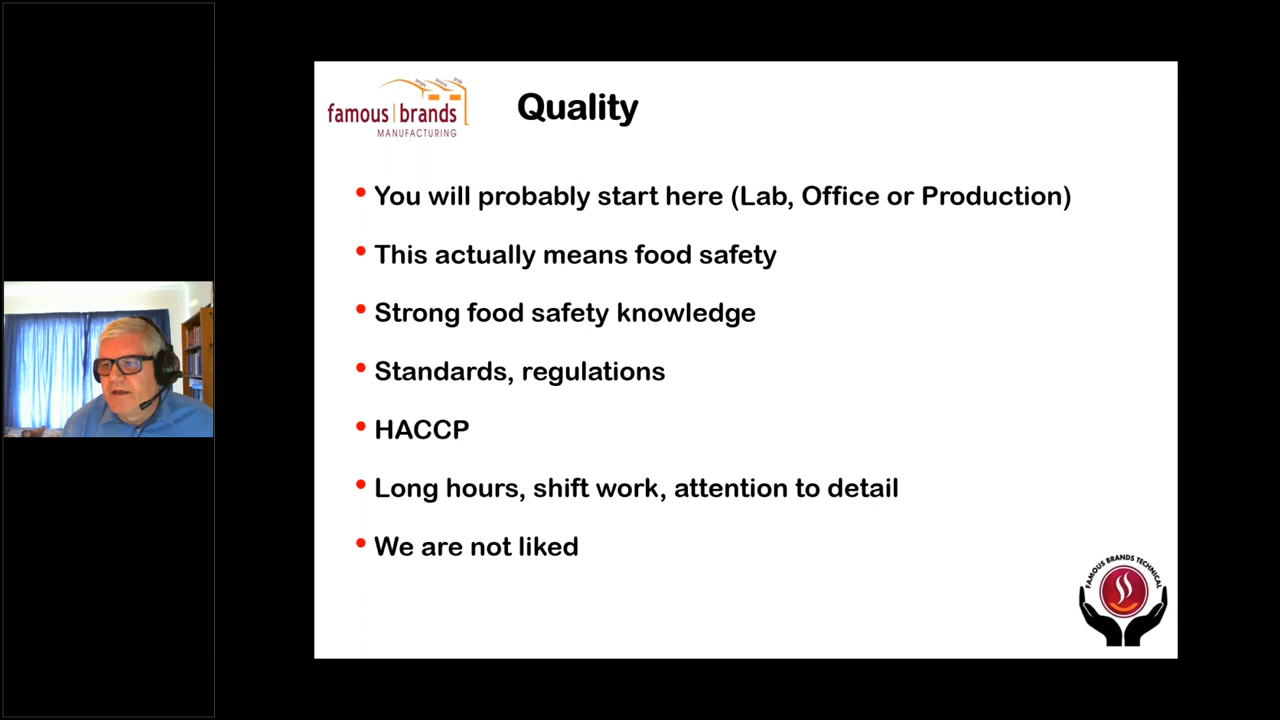 famous brands
MANUFACTURING
Quality
• You will probably start here (Lab, Office or Production)
• This actually means food safety
• Strong food safety knowledge
• Standards, regulations
• HACCP
• Long hours, shift work, attention to detail
• We are not liked
FAMOUS BRANDS TECHNICAL